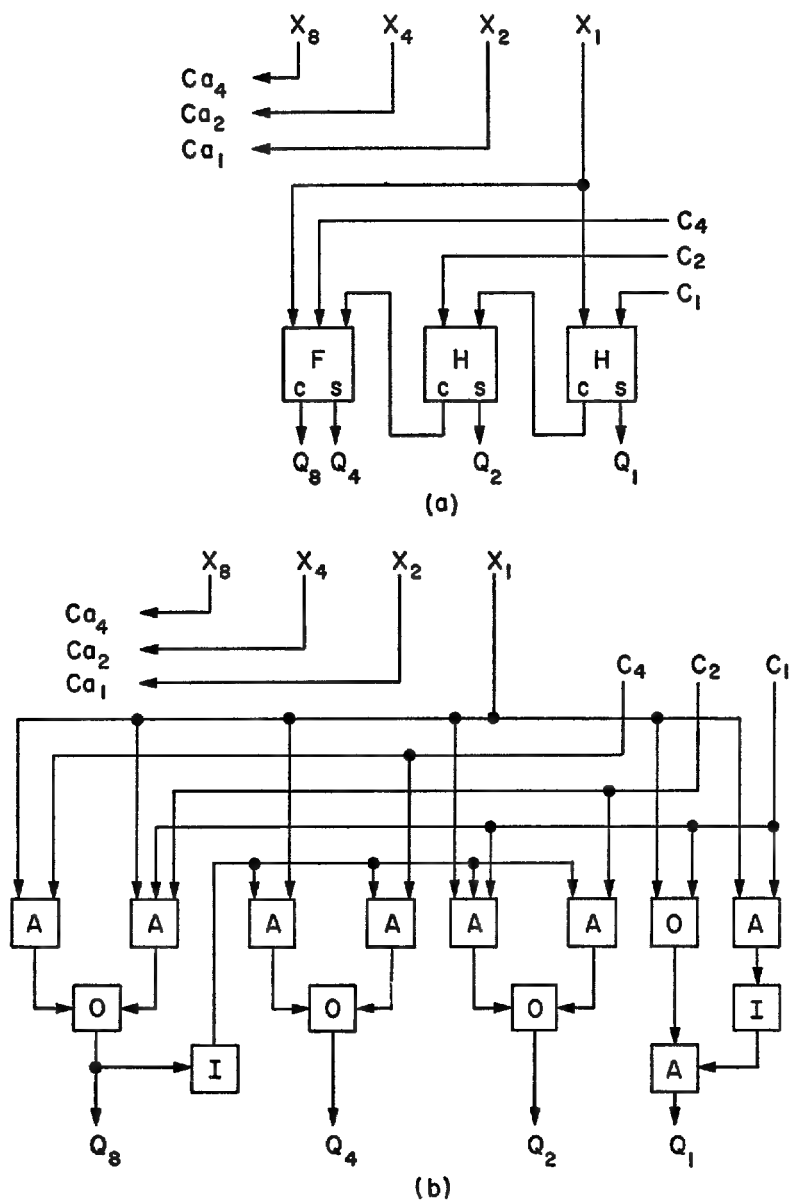 X₈ X₄ X₂ X₁
Ca₄
Ca₂
Ca₁
C₄
C₂
C₁
F H H
C S C S C S
Q₈ Q₄ Q₂ Q₁
(a)
X₈ X₄ X₂ X₁
Ca₄
Ca₂
Ca₁
C₄ C₂ C₁
A A A A A A O A
O O O I
I A
Q₈ Q₄ Q₂ Q₁
(b)